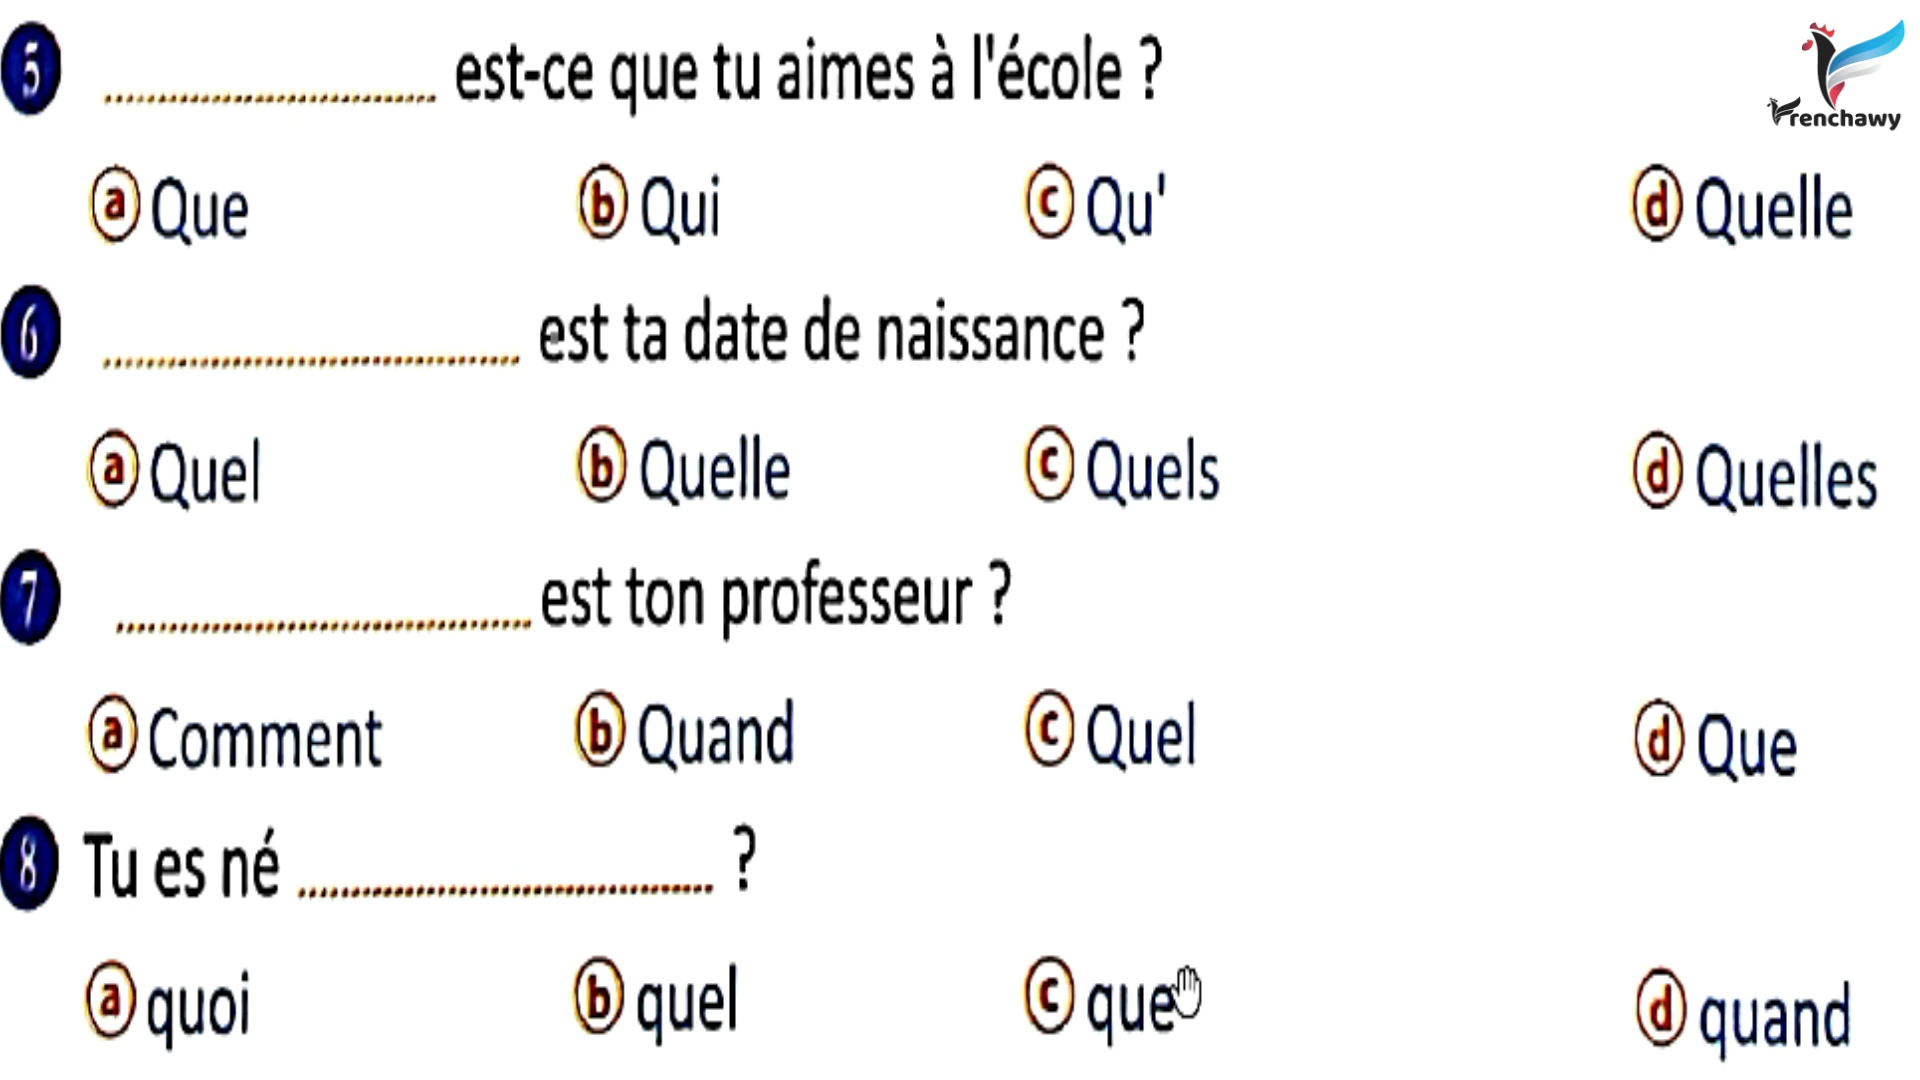 5 .............................. est-ce que tu aimes à l'école ?
Frenchawy
a Que b Qui c Qu' d Quelle
6 .............................. est ta date de naissance ?
a Quel b Quelle c Quels d Quelles
7 .............................. est ton professeur ?
a Comment b Quand c Quel d Que
8 Tu es né .............................. ?
a quoi b quel c que d quand